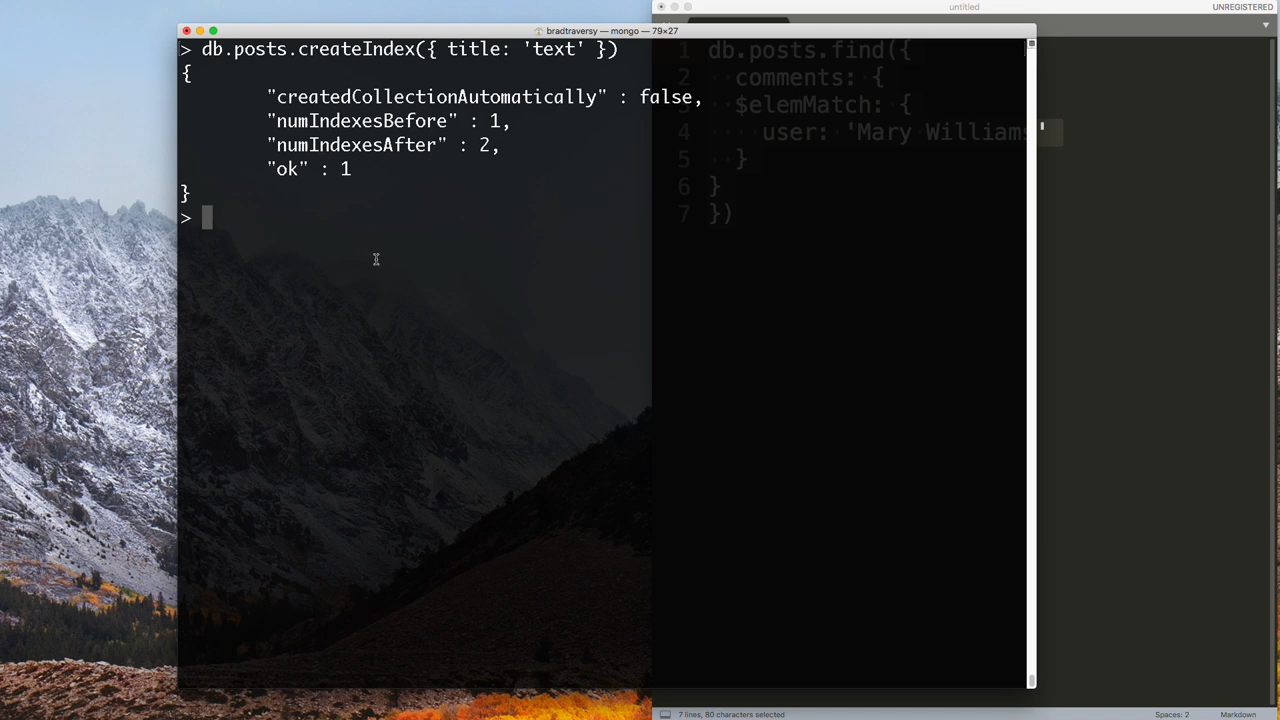 untitled
UNREGISTERED
bradtraversy — mongo — 79×27
> db.posts.createIndex({ title: 'text' })
{
"createdCollectionAutomatically" : false,
"numIndexesBefore" : 1,
"numIndexesAfter" : 2,
"ok" : 1
}
>
1 db.posts.find({
2 comments: {
3 $elemMatch: {
4 user: 'Mary Williams'
5 }
6 }
7 })
7 lines, 80 characters selected
Spaces: 2
Markdown